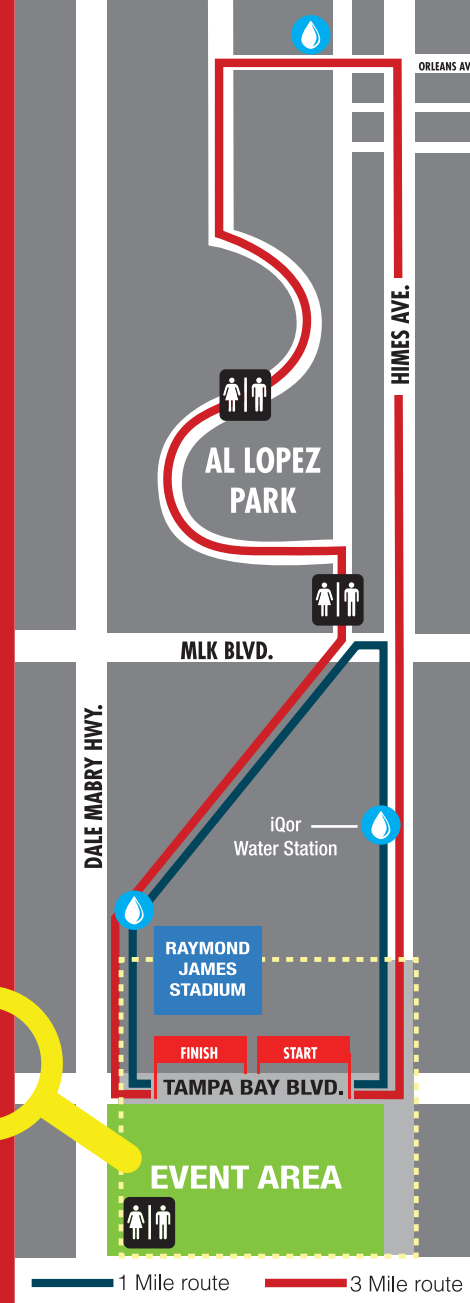 ORLEANS AV
HIMES AVE.
AL LOPEZ
PARK
MLK BLVD.
DALE MABRY HWY.
iQor
Water Station
RAYMOND
JAMES
STADIUM
FINISH
START
TAMPA BAY BLVD.
EVENT AREA
1 Mile route
3 Mile route